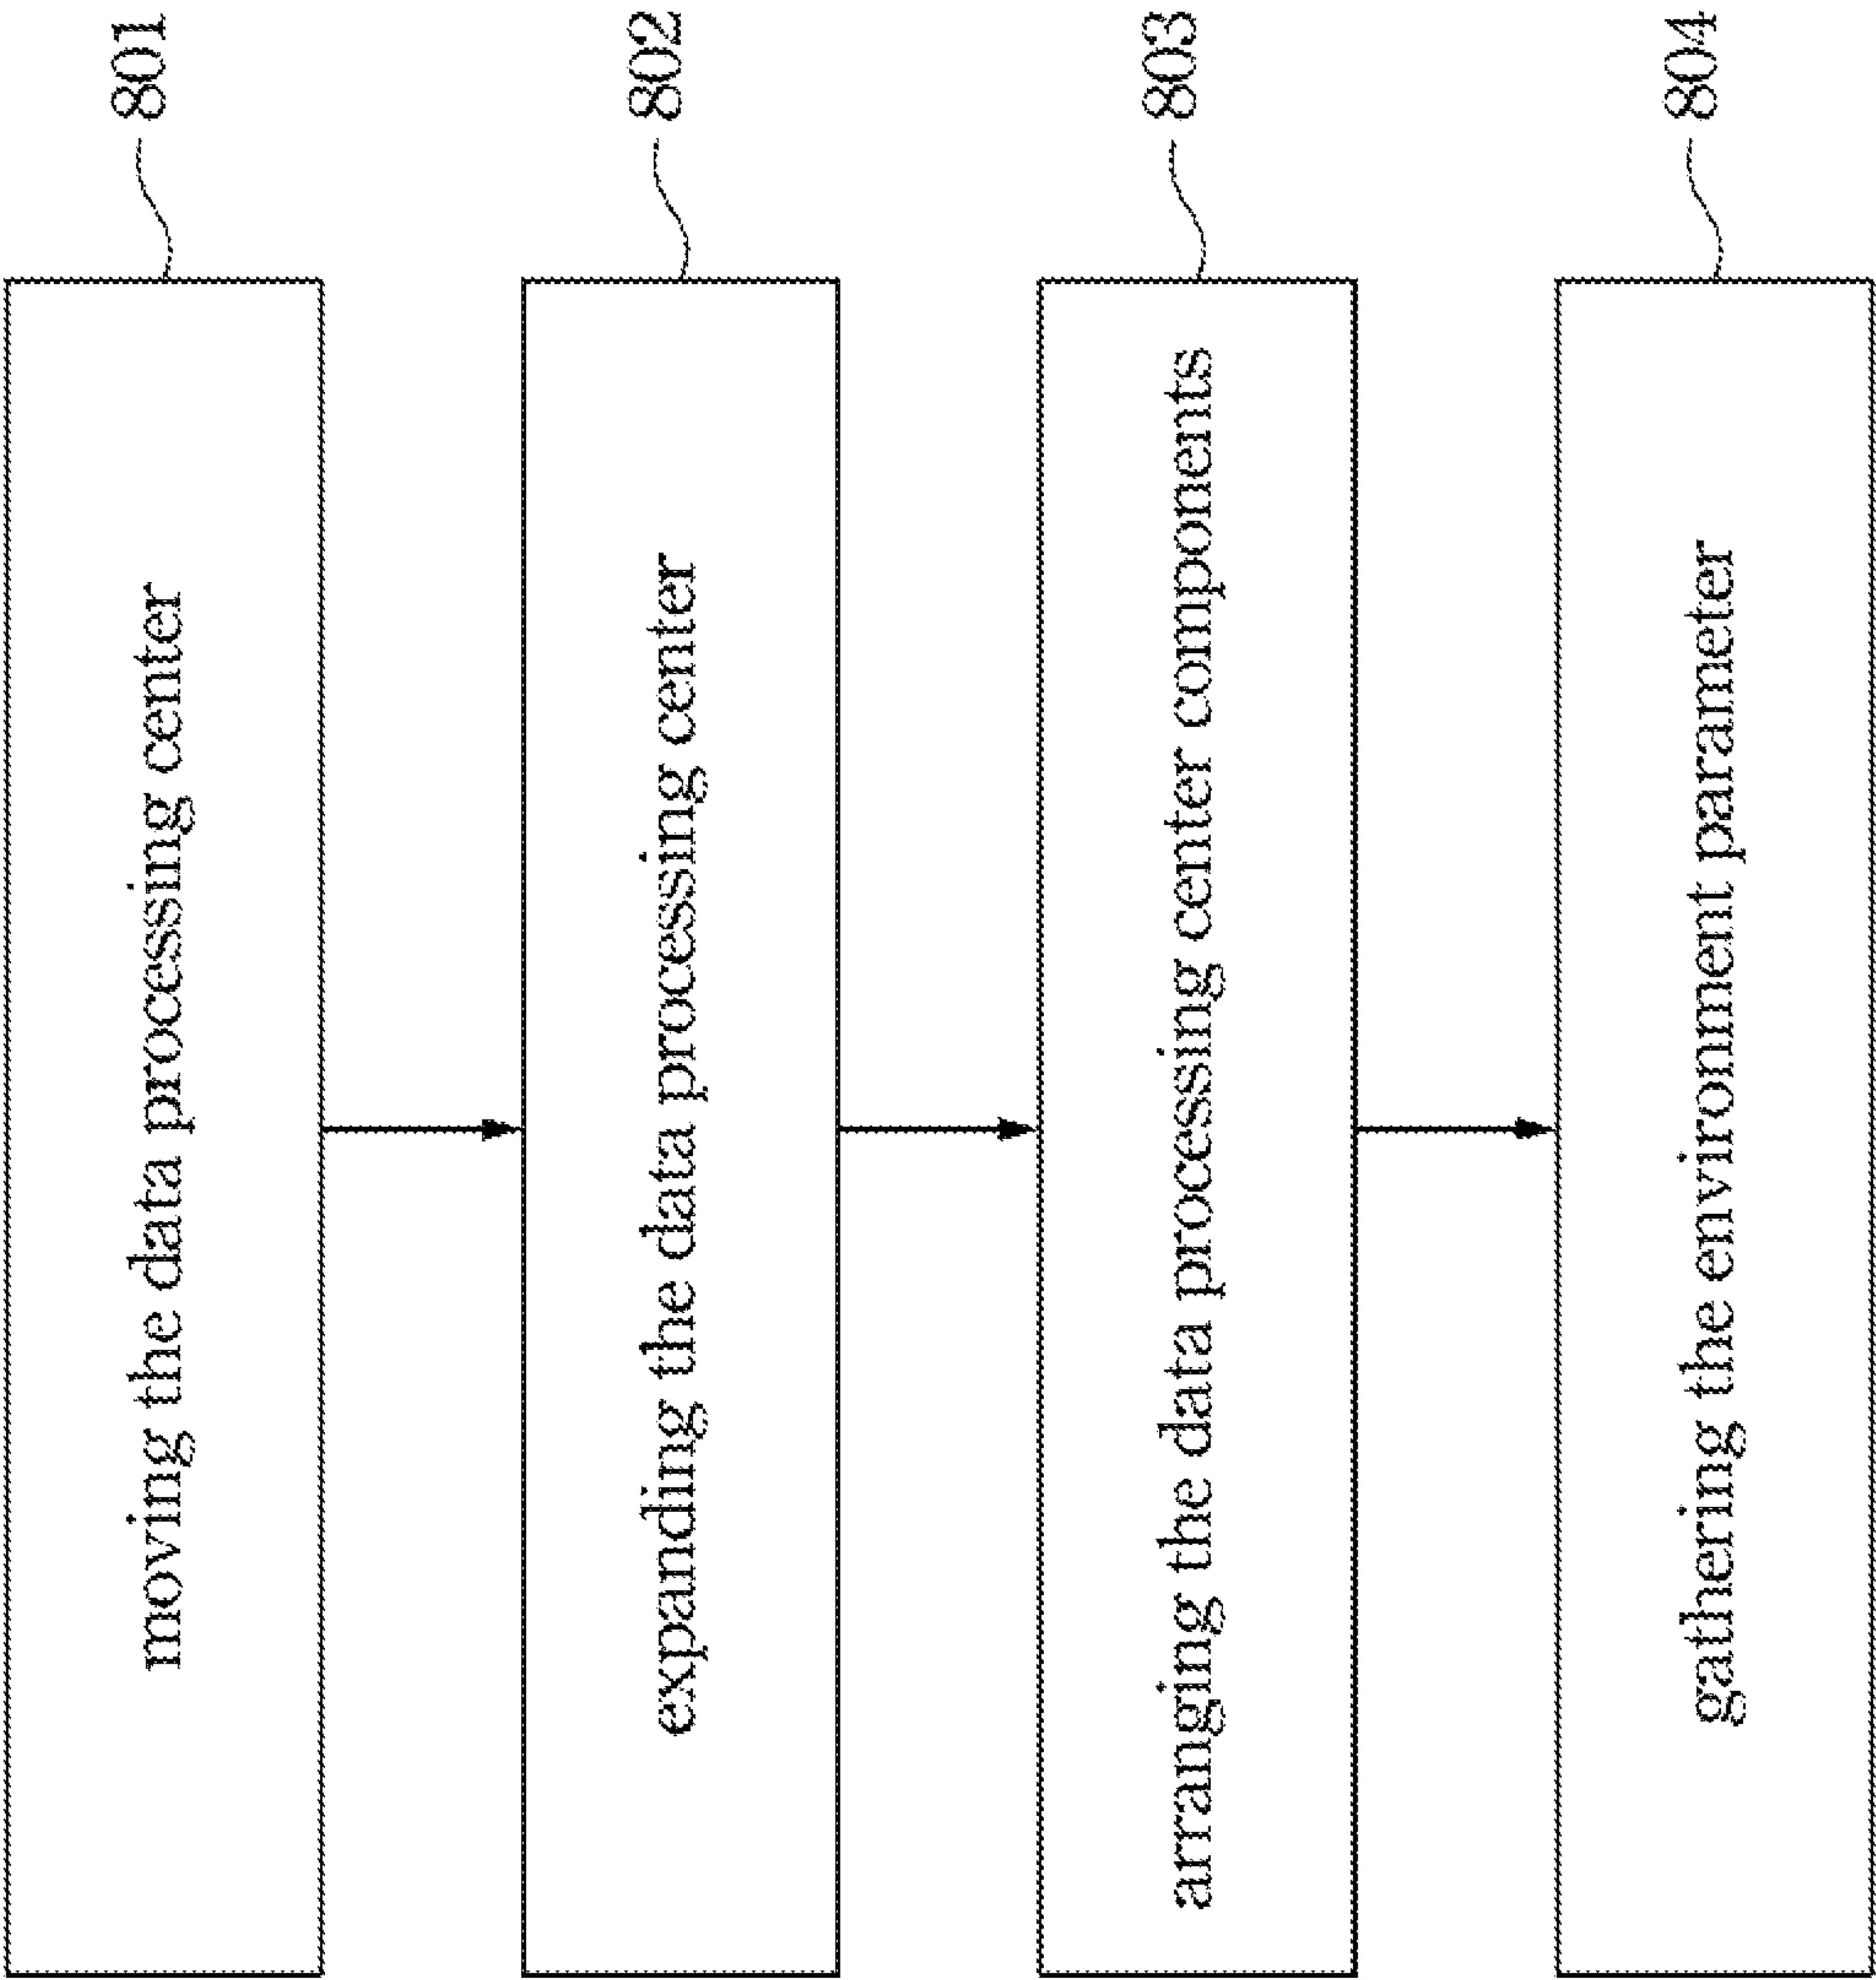 moving the data processing center
801
expanding the data processing center
802
arranging the data processing center components
803
gathering the environment parameter
804